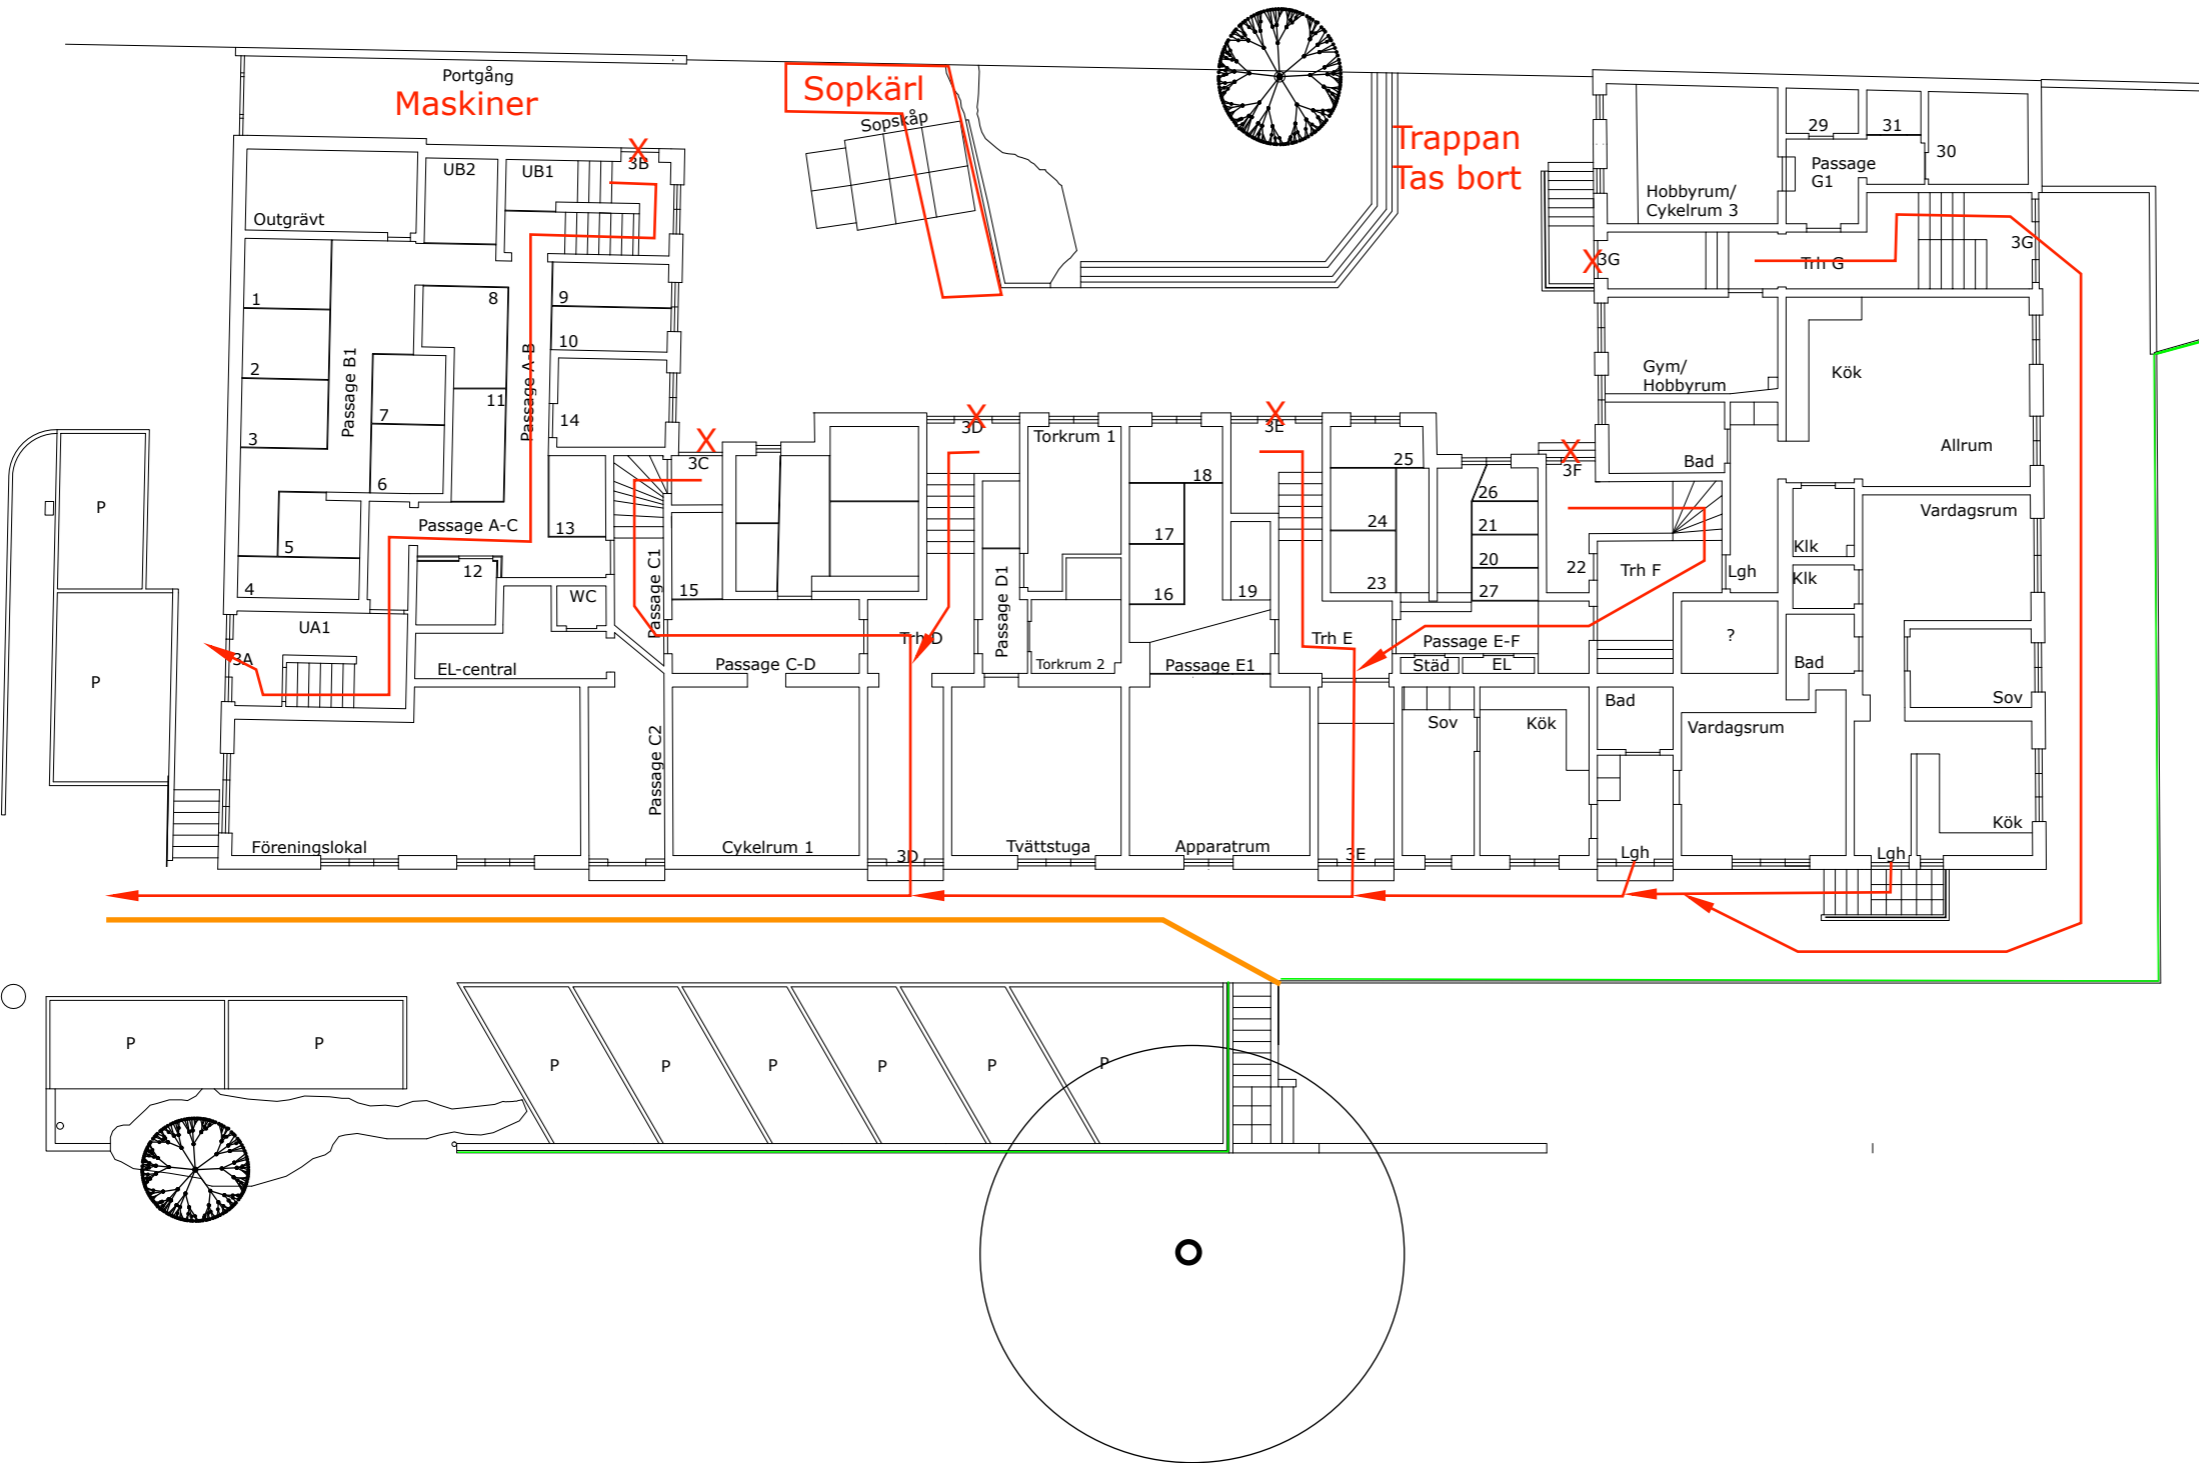 Portgång
Maskiner
Sopkärl
Sopskåp
Trappan
Tas bort
X
3B
UB2
UB1
Outgrävt
1
2
3
4
5
6
7
8
9
10
11
12
13
14
Passage B1
Passage A-B
Passage A-C
UA1
3A
EL-central
WC
Föreningslokal
P
P
X
3C
15
Passage C1
Passage C2
Passage C-D
Cykelrum 1
X
3D
Trh D
3D
Passage D1
Torkrum 1
Torkrum 2
Tvättstuga
18
17
16
19
Passage E1
Apparatrum
X
3E
Trh E
3E
25
24
23
26
21
20
27
22
Passage E-F
Städ
EL
Sov
Kök
X
3F
Trh F
Bad
Lgh
Hobbyrum/
Cykelrum 3
29
31
30
Passage
G1
X
3G
Trh G
3G
Gym/
Hobbyrum
Kök
Allrum
Bad
Lgh
Klk
Klk
?
Bad
Vardagsrum
Vardagsrum
Sov
Kök
Lgh
P
P
P
P
P
P
P
P